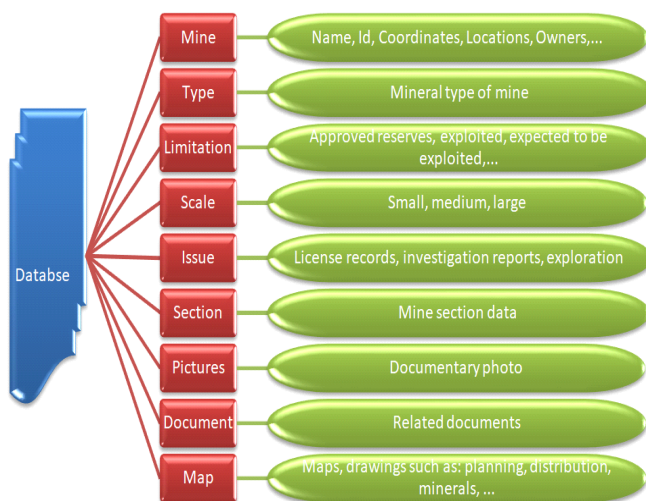 Databse
Mine
Name, Id, Coordinates, Locations, Owners,...
Type
Mineral type of mine
Limitation
Approved reserves, exploited, expected to be
exploited,...
Scale
Small, medium, large
Issue
License records, investigation reports, exploration
Section
Mine section data
Pictures
Documentary photo
Document
Related documents
Map
Maps, drawings such as: planning, distribution,
minerals, ...